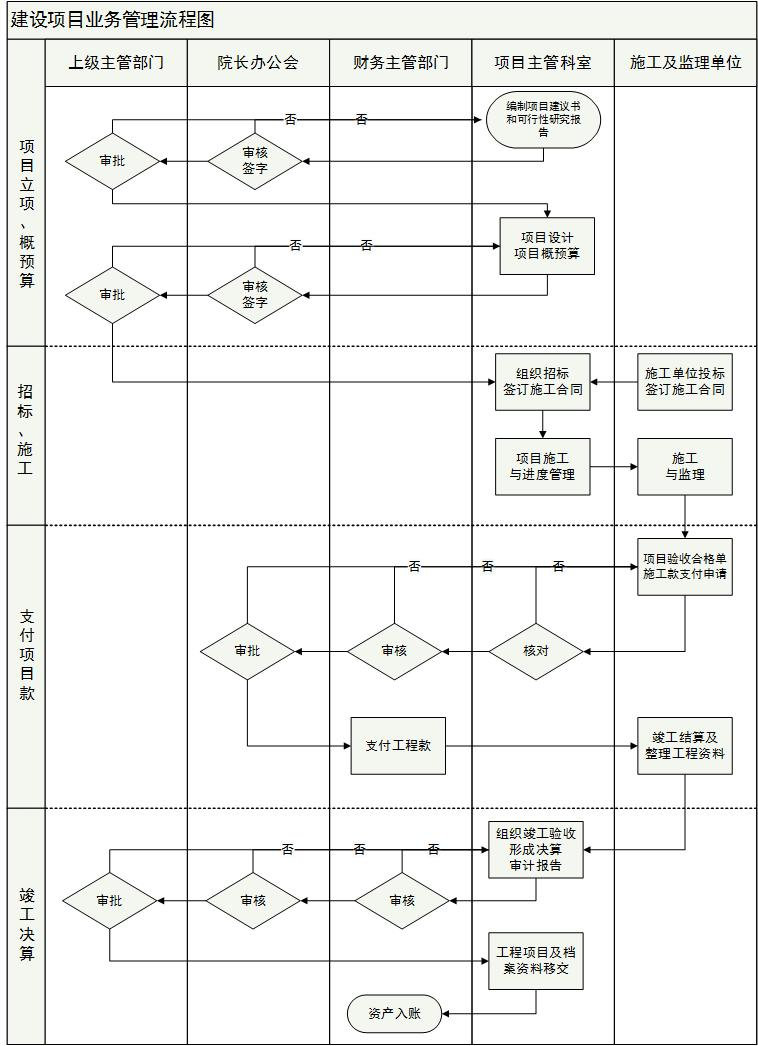 建设项目业务管理流程图
上级主管部门
院长办公会
财务主管部门
项目主管科室
施工及监理单位
项目立项、概预算
编制项目建议书
和可行性研究报
告
否
否
审批
审核
签字
项目设计
项目概预算
否
否
审批
审核
签字
招标、施工
组织招标
签订施工合同
施工单位投标
签订施工合同
项目施工
与进度管理
施工
与监理
支付项目款
项目验收合格单
施工款支付申请
否
否
否
审批
审核
核对
支付工程款
竣工结算及
整理工程资料
竣工决算
组织竣工验收
形成决算
审计报告
否
否
否
审批
审核
审核
工程项目及档
案资料移交
资产入账